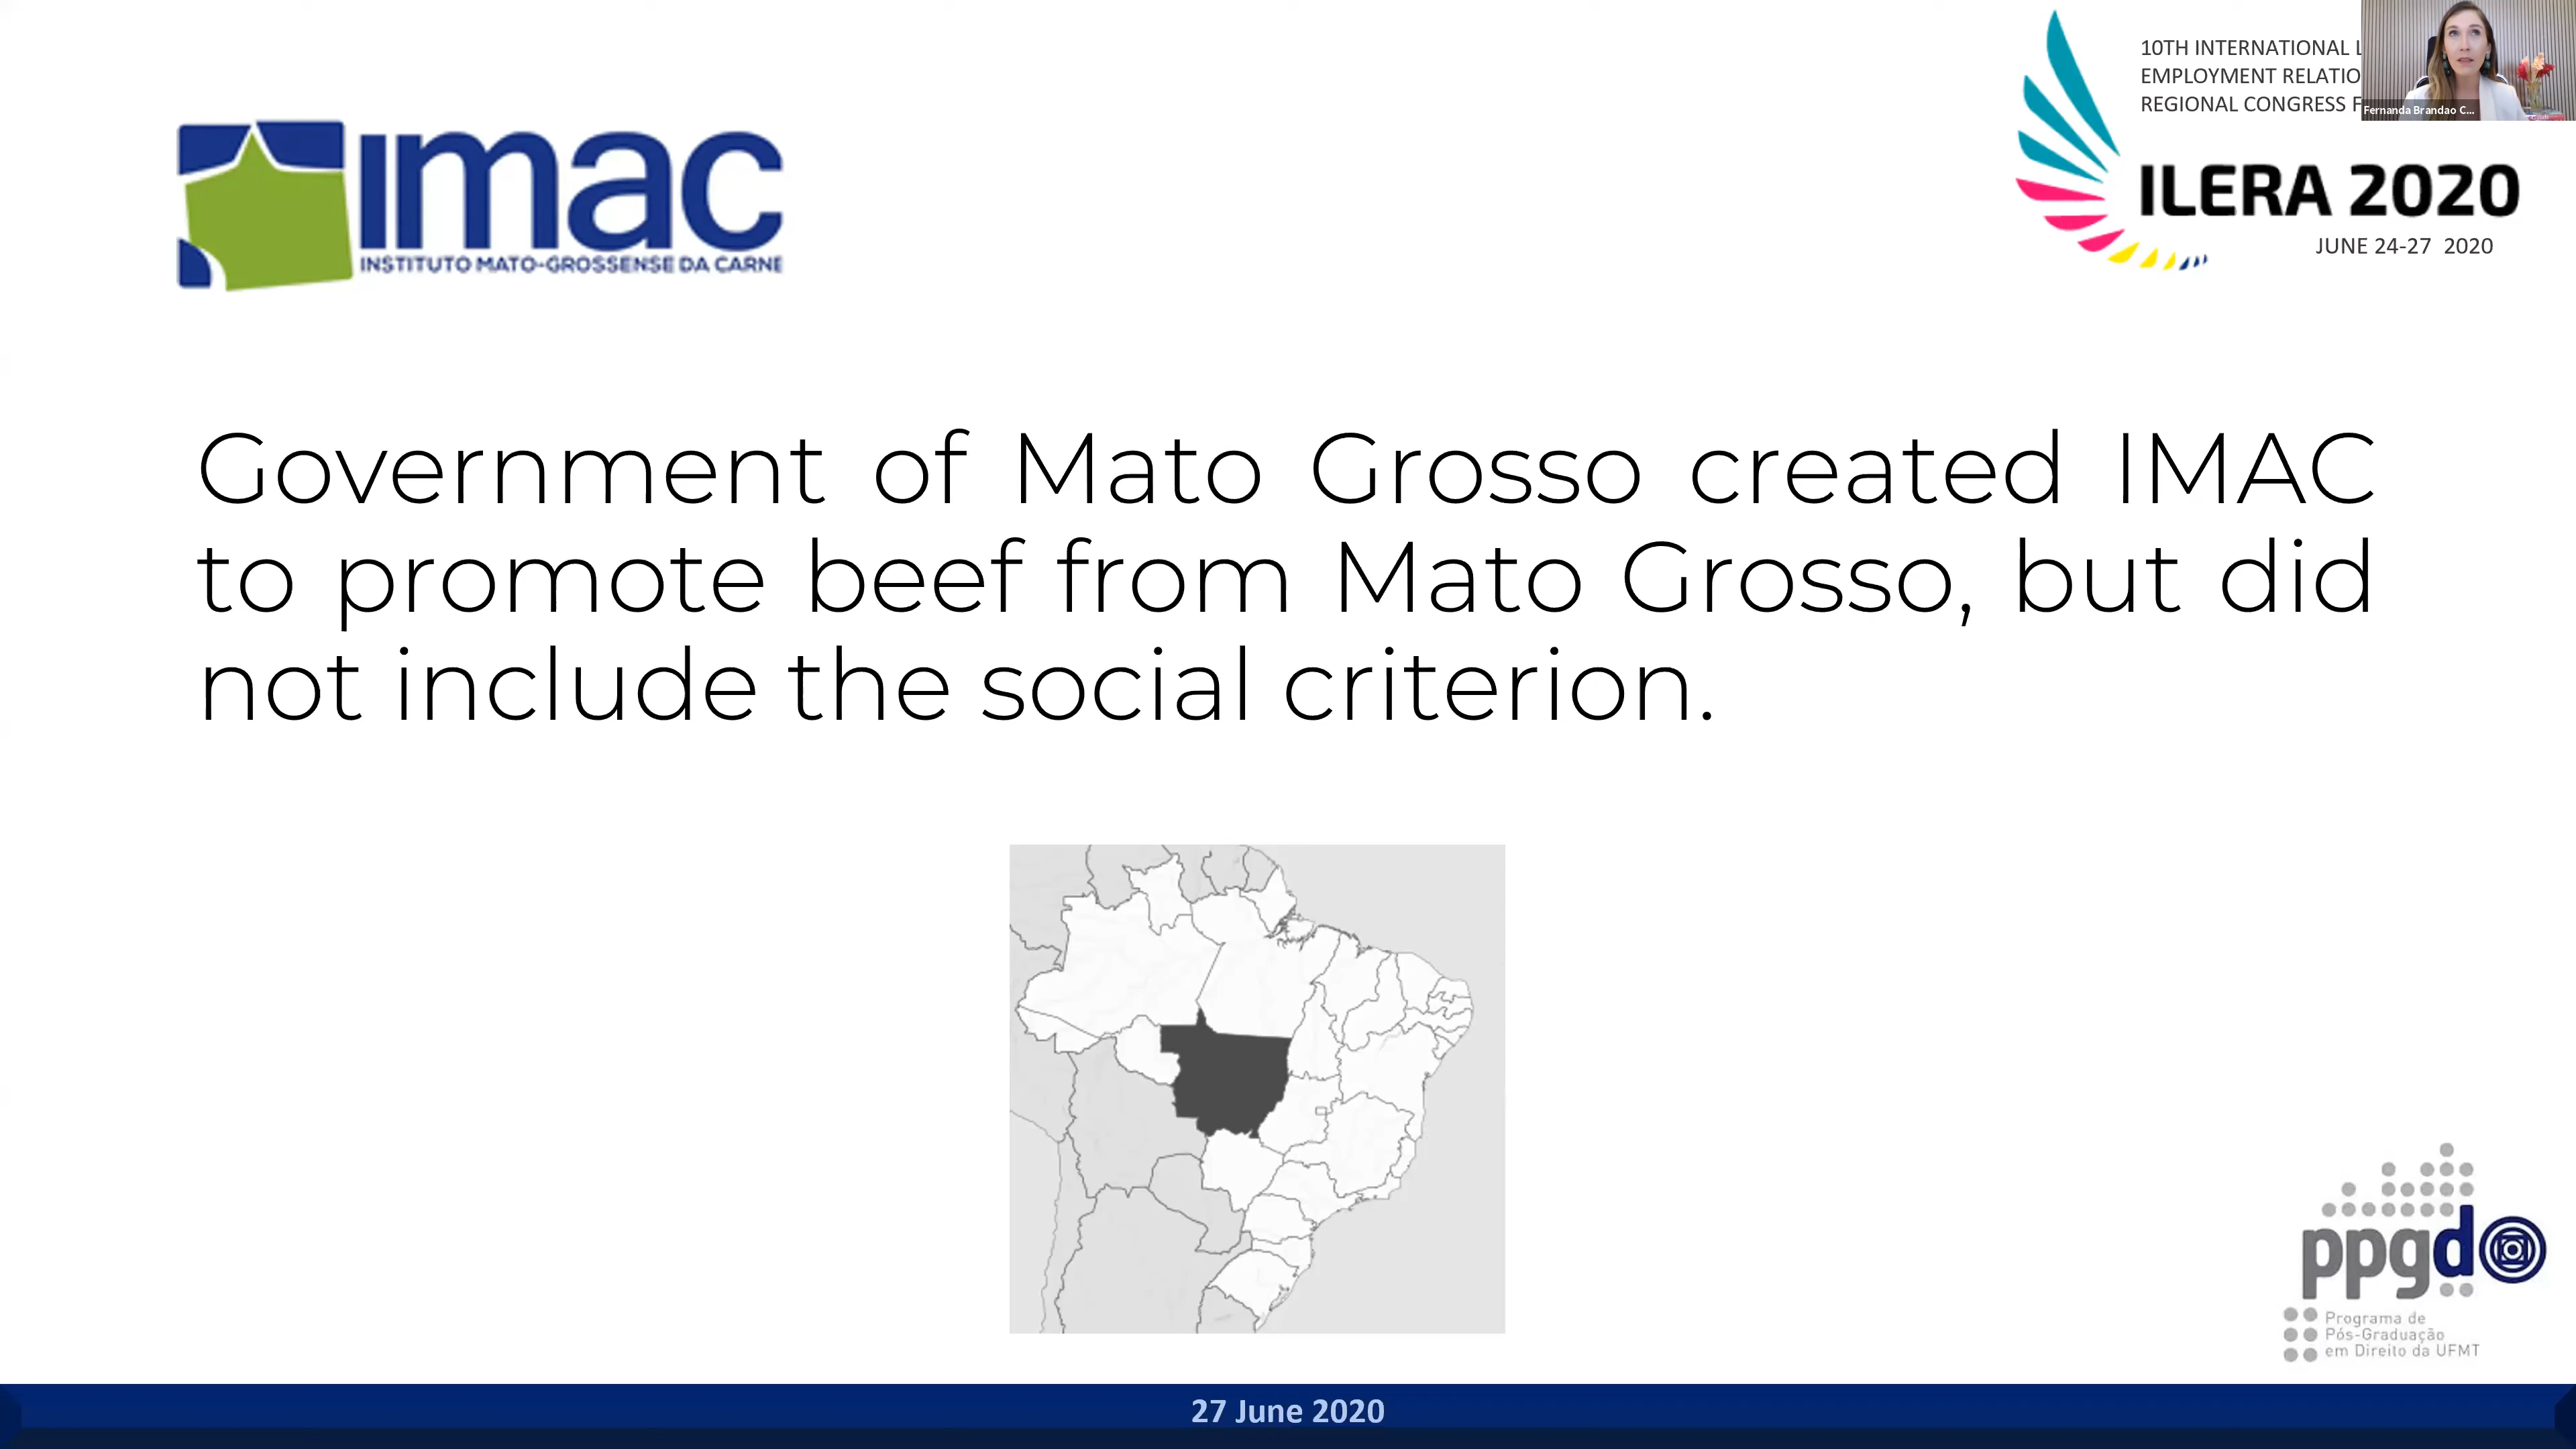 10TH INTERNATIONAL
EMPLOYMENT
REGIONAL CONGRESS
Fernanda Brandao C...
ımac
INSTITUTO MATO-GROSSENSE DA CARNE
ILERA 2020
JUNE 24-27 2020
Government of Mato Grosso created IMAC
to promote beef from Mato Grosso, but did
not include the social criterion.
ppgd
Programa de
Pós-Graduação
em Direito da UFMT
27 June 2020